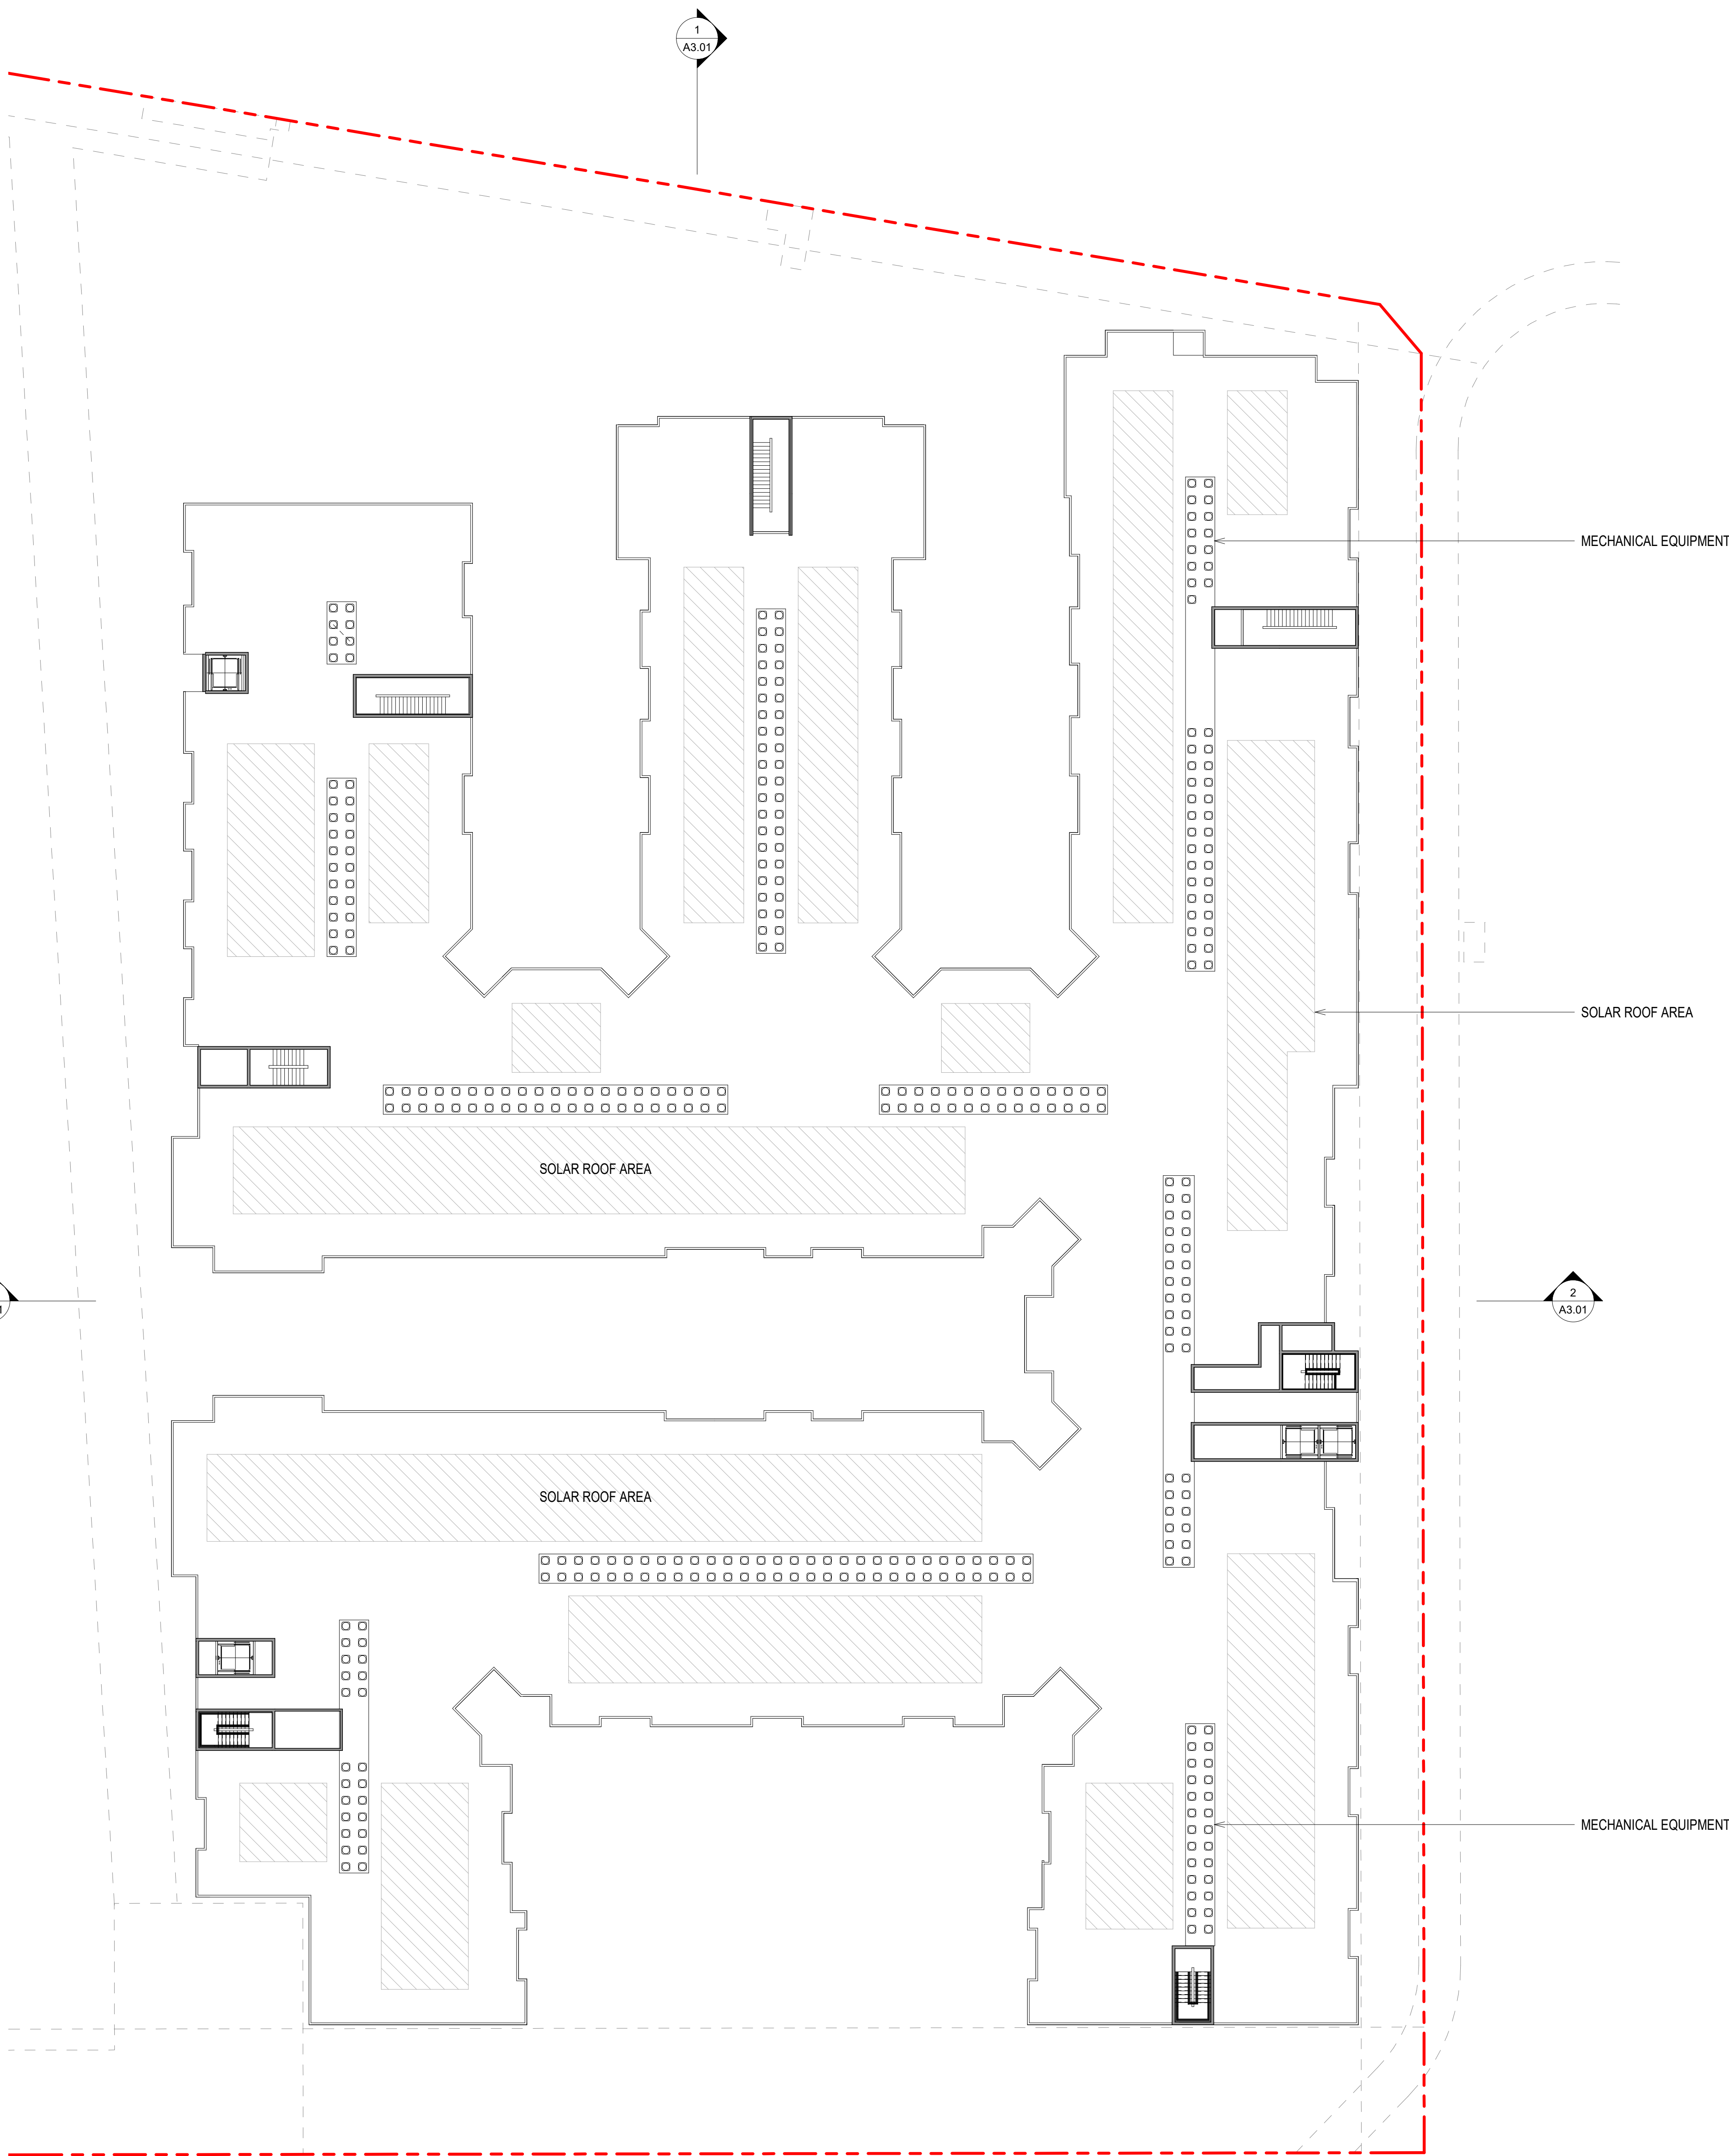 1
A3.01
MECHANICAL EQUIPMENT
SOLAR ROOF AREA
SOLAR ROOF AREA
2
A3.01
SOLAR ROOF AREA
MECHANICAL EQUIPMENT